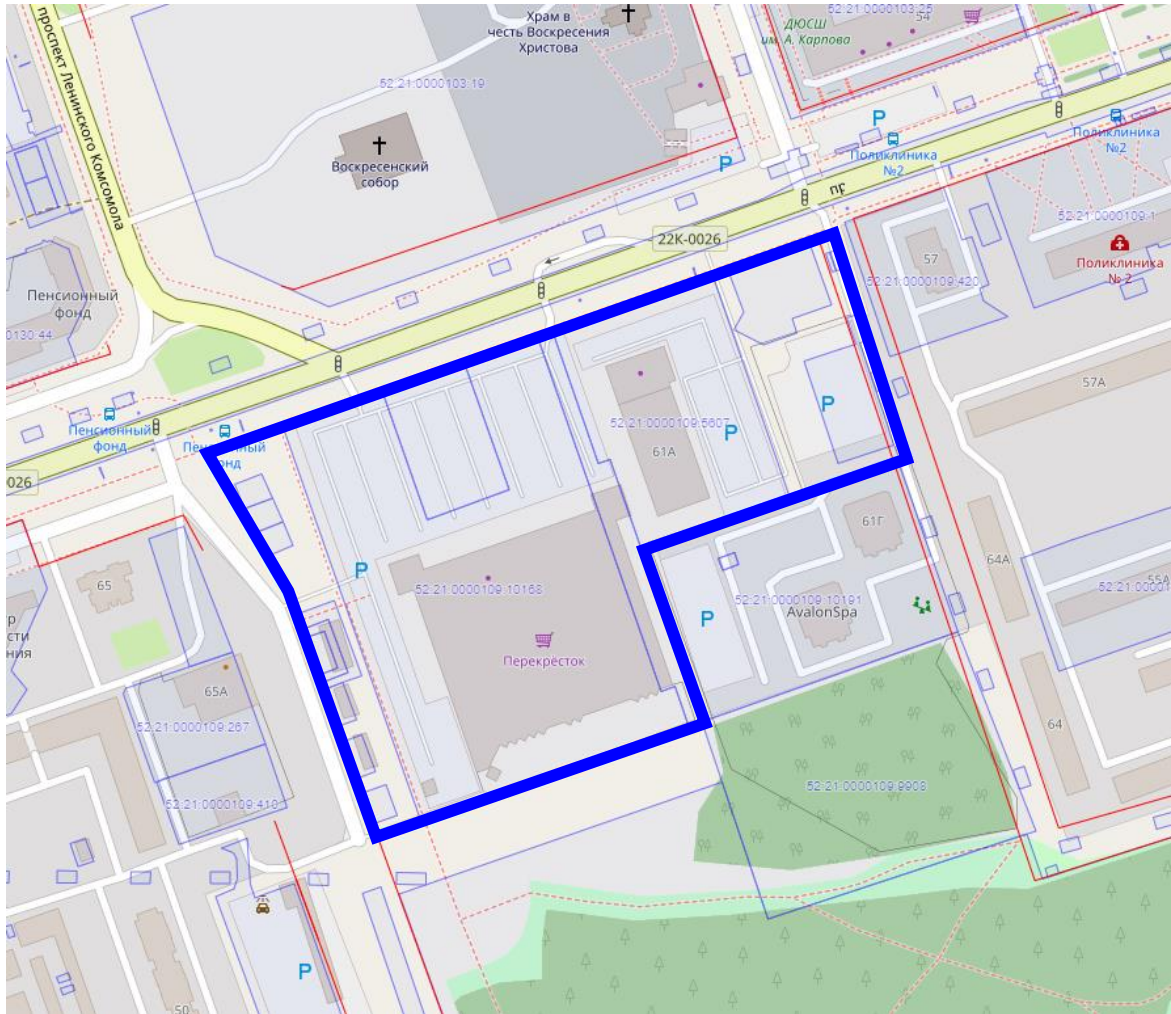 проспект Ленинского Комсомола
Храм в
честь Воскресения
Христова
ДЮСШ
им. А. Карпова
52:21:0000103:25
54
52:21:0000103:19
Воскресенский
собор
P
P
Поликлиника
№2
Поликлиника
№2
пр
22К-0026
52:21:0000109:1
Поликлиника
№ 2
57
52:21:0000109:420
Пенсионный
фонд
0130:44
57А
Пенсионный
фонд
026
52:21:0000109:5607
61А
P
P
61Г
64А
P
52:21:0000109:10168
52:21:0000109:10191
AvalonSpa
P
Перекрёсток
65
65А
52:21:0000109:267
64
52:21:0000109:9908
52:21:0000109:410
P
50